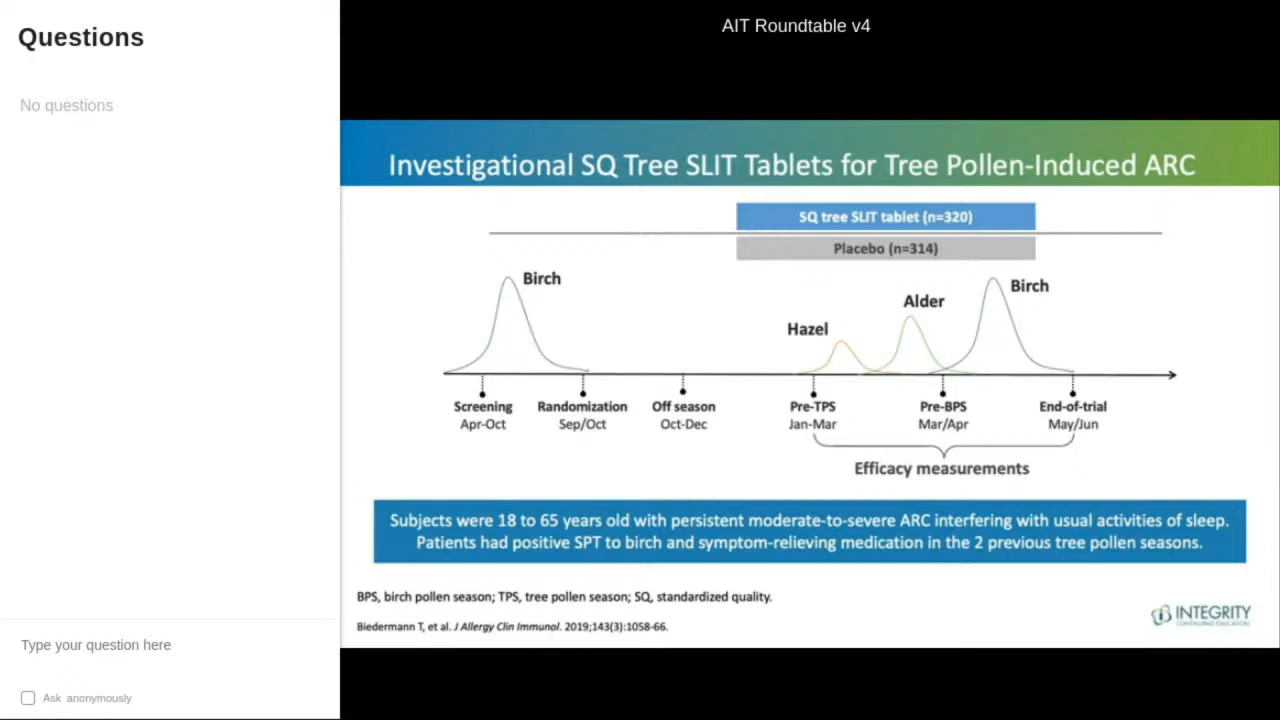 Questions
No questions
Type your question here
Ask anonymously
AIT Roundtable v4
Investigational SQ Tree SLIT Tablets for Tree Pollen-Induced ARC
SQ tree SLIT tablet (n=320)
Placebo (n=314)
Birch
Hazel
Alder
Birch
Screening
Apr-Oct
Randomization
Sep/Oct
Off season
Oct-Dec
Pre-TPS
Jan-Mar
Pre-BPS
Mar/Apr
End-of-trial
May/Jun
Efficacy measurements
Subjects were 18 to 65 years old with persistent moderate-to-severe ARC interfering with usual activities of sleep.
Patients had positive SPT to birch and symptom-relieving medication in the 2 previous tree pollen seasons.
BPS, birch pollen season; TPS, tree pollen season; SQ, standardized quality.
Biedermann T, et al. J Allergy Clin Immunol. 2019;143(3):1058-66.
INTEGRITY
CONTINUING EDUCATION